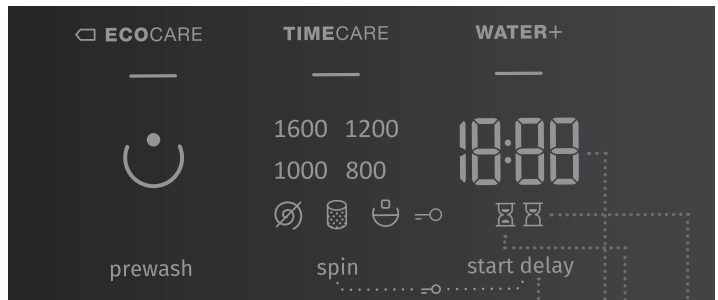 ECOCARE TIMECARE WATER+
1600 1200
1000 800
18:88
prewash spin start delay